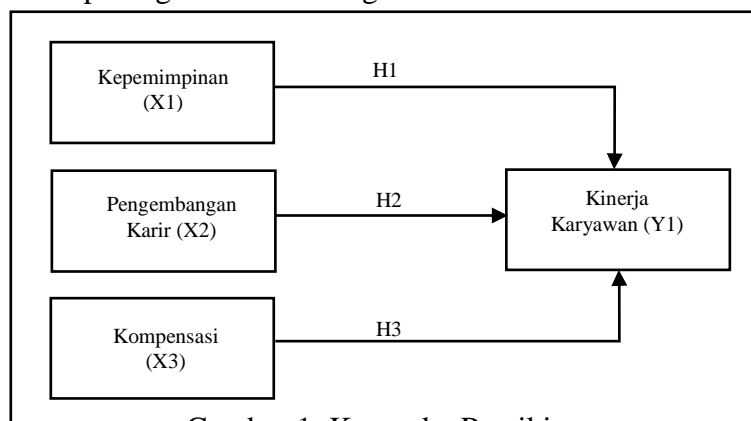 Kepemimpinan
(X1)
H1
Pengembangan
Karir (X2)
H2
Kinerja
Karyawan (Y1)
Kompensasi
(X3)
H3